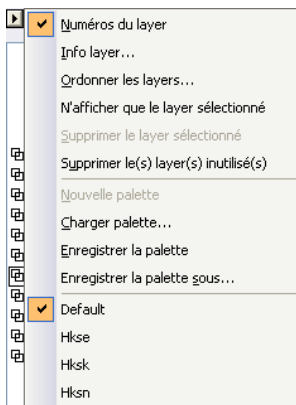 Numéros du layer
Info layer...
Ordonner les layers...
N'afficher que le layer sélectionné
Supprimer le layer sélectionné
Supprimer le(s) layer(s) inutilisé(s)
Nouvelle palette
Charger palette...
Enregistrer la palette
Enregistrer la palette sous...
Default
Hkse
Hksk
Hksn